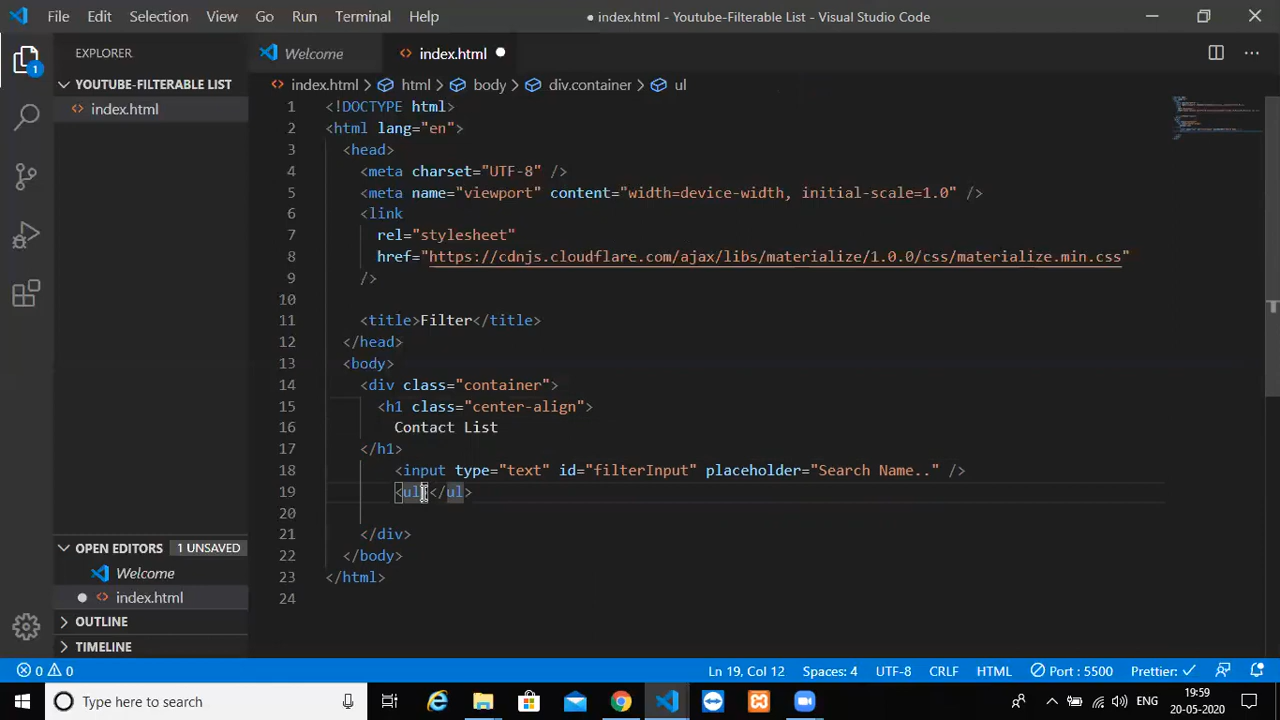 File Edit Selection View Go Run Terminal Help
● index.html - Youtube-Filterable List - Visual Studio Code
EXPLORER
Welcome
index.html
1
YOUTUBE-FILTERABLE LIST
index.html
index.html > html > body > div.container > ul
1 <!DOCTYPE html>
2 <html lang="en">
3 <head>
4 <meta charset="UTF-8" />
5 <meta name="viewport" content="width=device-width, initial-scale=1.0" />
6 <link
7 rel="stylesheet"
8 href="https://cdnjs.cloudflare.com/ajax/libs/materialize/1.0.0/css/materialize.min.css"
9 />
10
11 <title>Filter</title>
12 </head>
13 <body>
14 <div class="container">
15 <h1 class="center-align">
16 Contact List
17 </h1>
18 <input type="text" id="filterInput" placeholder="Search Name.." />
19 <ul></ul>
20
21 </div>
22 </body>
23 </html>
24
OPEN EDITORS 1 UNSAVED
Welcome
index.html
OUTLINE
TIMELINE
0 0 Ln 19, Col 12 Spaces: 4 UTF-8 CRLF HTML Port : 5500 Prettier: ✓
Type here to search
ENG
19:59
20-05-2020